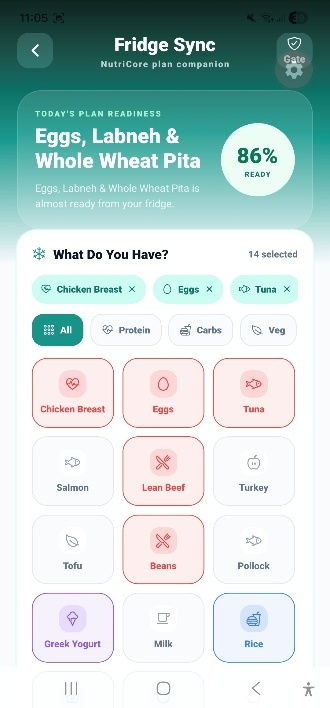 11:05
Fridge Sync
NutriCore plan companion
Gate
TODAY'S PLAN READINESS
Eggs, Labneh &
Whole Wheat Pita
Eggs, Labneh & Whole Wheat Pita is
almost ready from your fridge.
86%
READY
What Do You Have?
14 selected
Chicken Breast ×
Eggs ×
Tuna ×
All
Protein
Carbs
Veg
Chicken Breast
Eggs
Tuna
Salmon
Lean Beef
Turkey
Tofu
Beans
Pollock
Greek Yogurt
Milk
Rice